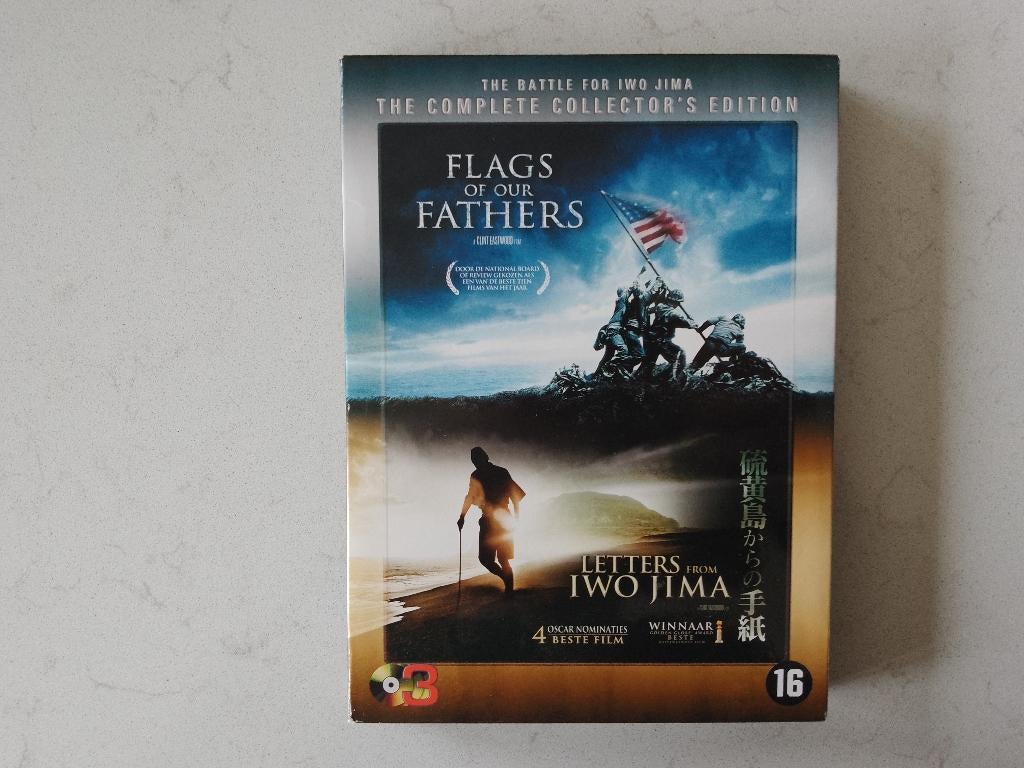 THE BATTLE FOR IWO JIMA
THE COMPLETE COLLECTOR'S EDITION
FLAGS
OF OUR
FATHERS
A CLINT EASTWOOD FILM
DOOR DE NATIONAL BOARD
OF REVIEW GEKOZEN ALS
EEN VAN DE BESTE TIEN
FILMS VAN HET JAAR
硫黄島からの手紙
LETTERS FROM
IWO JIMA
4 OSCAR NOMINATIES
BESTE FILM
WINNAAR
GOLDEN GLOBE AWARD
BESTE
3
16